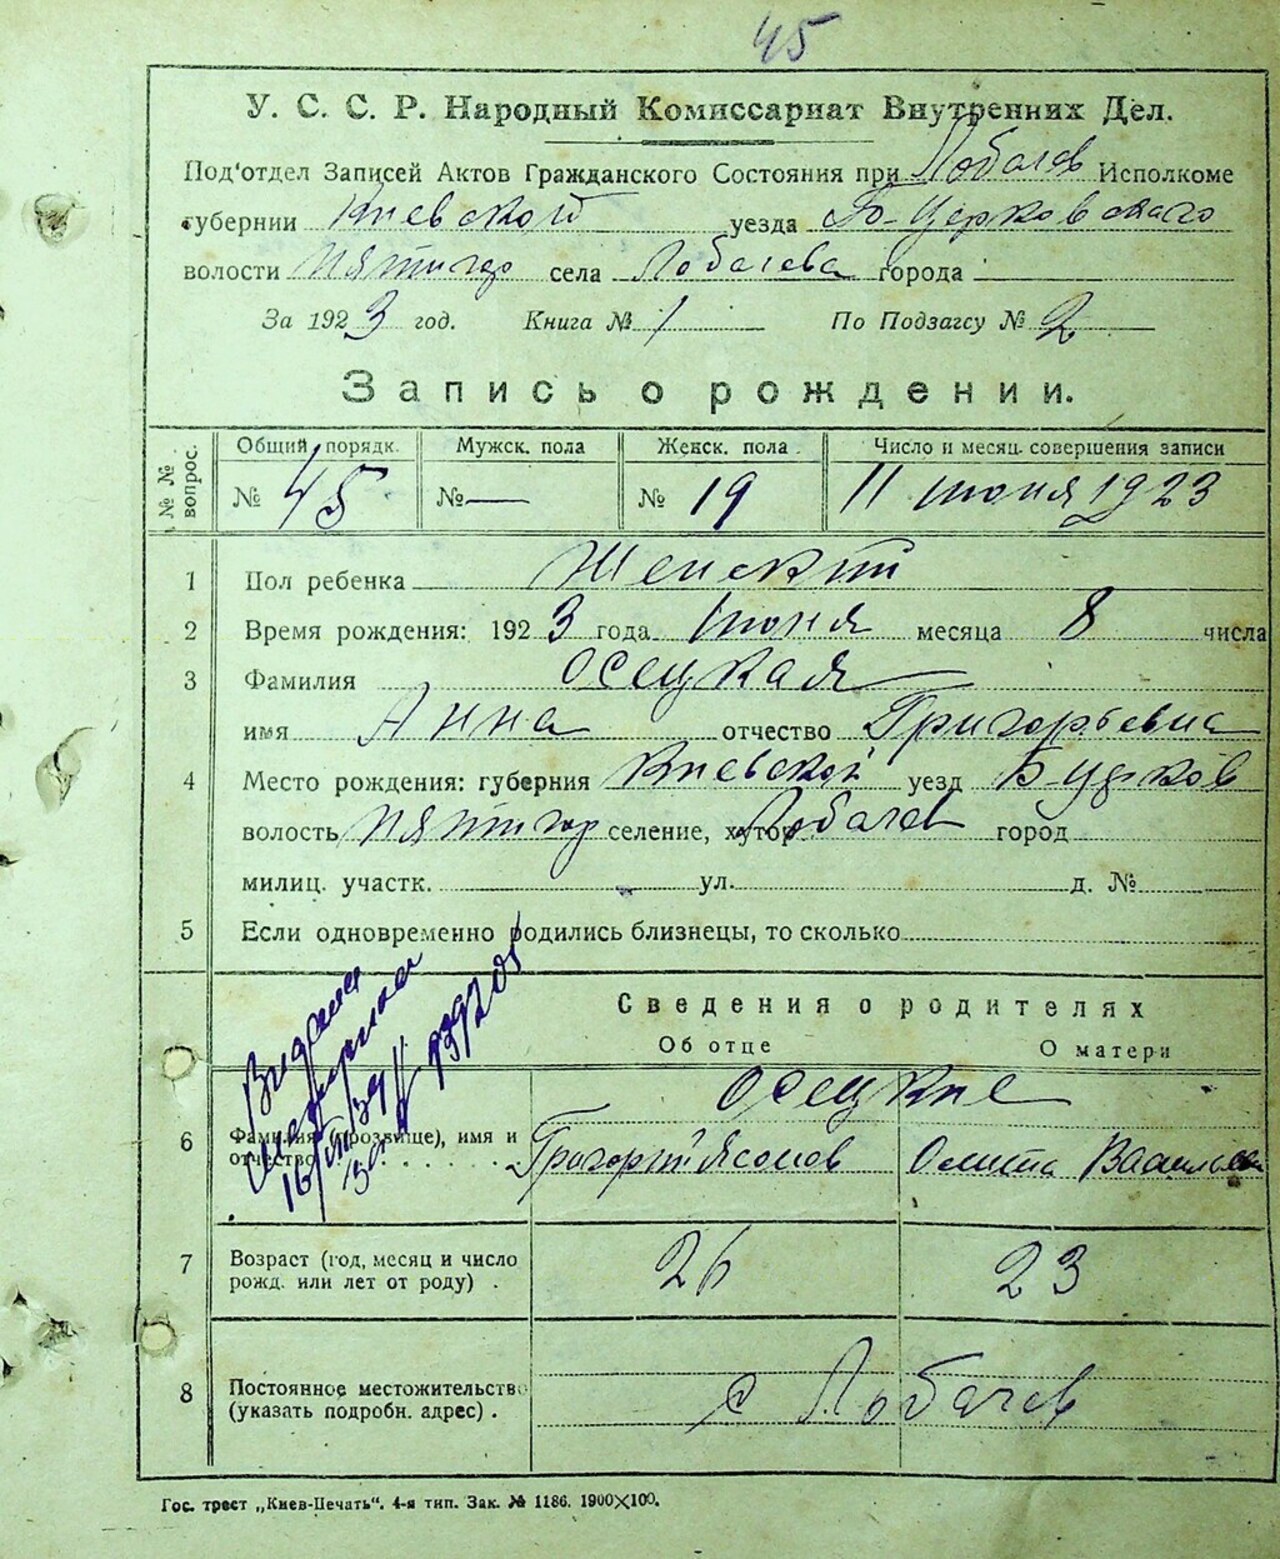 45
У. С. С. Р. Народный Комиссариат Внутренних Дел.
Под'отдел Записей Актов Гражданского Состояния при Лобачев Исполкоме
губернии Киевской уезда Б-Церковскаго
волости Пятигор села Лобачева города
За 1923 год. Книга № 1 По Подзагсу № 2
Запись о рождении.
№ № вопрос. Общий порядк. Мужск. пола Женск. пола. Число и месяц. совершения записи
№ 45 №— № 19 11 июня 1923
1 Пол ребенка Женский
2 Время рождения: 1923 года Июня месяца 8 числа
3 Фамилия Осецкая
имя Анна отчество Григорьевна
4 Место рождения: губерния Киевской уезд Б-Церков
волость Пятигор селение, хутор Лобачев город
милиц. участк. ул. д. №
5 Если одновременно родились близнецы, то сколько
Сведения о родителях
Об отце О матери
Осецкие
6 Фамилия (прозвище), имя и отчество Григорий Ясонов Васильев
Видана
16/
7 Возраст (год, месяц и число рожд. или лет от роду) . 26 23
8 Постоянное местожительство (указать подробн. адрес) . с Лобачев
Гос. трест „Киев-Печать". 4-я тип. Зак. № 1186. 1900×100.